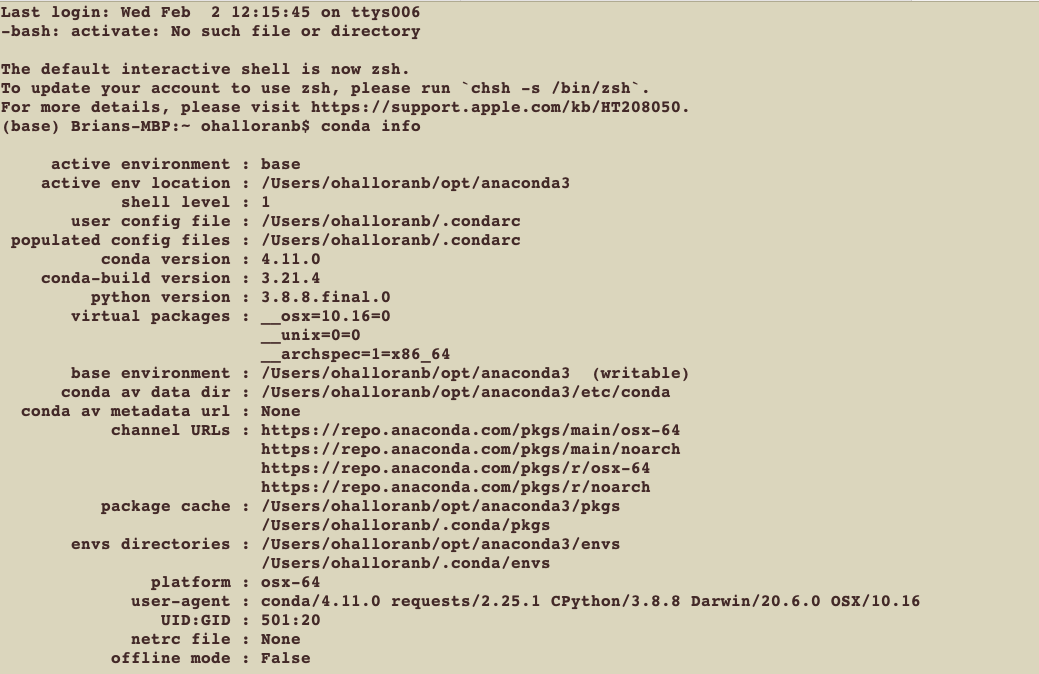 Last login: Wed Feb  2 12:15:45 on ttys006
-bash: activate: No such file or directory

The default interactive shell is now zsh.
To update your account to use zsh, please run `chsh -s /bin/zsh`.
For more details, please visit https://support.apple.com/kb/HT208050.
(base) Brians-MBP:~ ohalloranb$ conda info

     active environment : base
    active env location : /Users/ohalloranb/opt/anaconda3
            shell level : 1
       user config file : /Users/ohalloranb/.condarc
 populated config files : /Users/ohalloranb/.condarc
          conda version : 4.11.0
    conda-build version : 3.21.4
         python version : 3.8.8.final.0
       virtual packages : __osx=10.16=0
                          __unix=0=0
                          __archspec=1=x86_64
       base environment : /Users/ohalloranb/opt/anaconda3  (writable)
      conda av data dir : /Users/ohalloranb/opt/anaconda3/etc/conda
  conda av metadata url : None
           channel URLs : https://repo.anaconda.com/pkgs/main/osx-64
                          https://repo.anaconda.com/pkgs/main/noarch
                          https://repo.anaconda.com/pkgs/r/osx-64
                          https://repo.anaconda.com/pkgs/r/noarch
          package cache : /Users/ohalloranb/opt/anaconda3/pkgs
                          /Users/ohalloranb/.conda/pkgs
       envs directories : /Users/ohalloranb/opt/anaconda3/envs
                          /Users/ohalloranb/.conda/envs
               platform : osx-64
             user-agent : conda/4.11.0 requests/2.25.1 CPython/3.8.8 Darwin/20.6.0 OSX/10.16
                UID:GID : 501:20
             netrc file : None
           offline mode : False